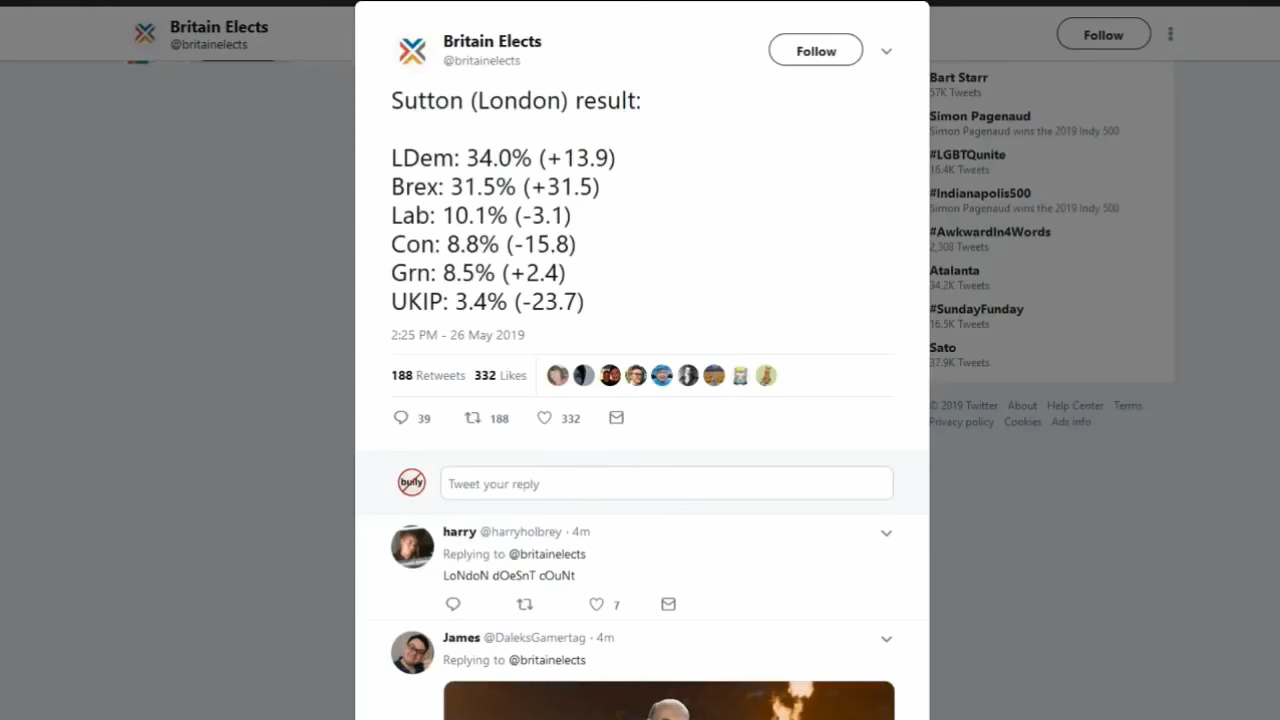 Britain Elects
@britainelects
Follow
Britain Elects
@britainelects
Follow
Sutton (London) result:
LDem: 34.0% (+13.9)
Brex: 31.5% (+31.5)
Lab: 10.1% (-3.1)
Con: 8.8% (-15.8)
Grn: 8.5% (+2.4)
UKIP: 3.4% (-23.7)
2:25 PM - 26 May 2019
188 Retweets 332 Likes
39 188 332
bully
Tweet your reply
harry @harryholbrey · 4m
Replying to @britainelects
LoNdoN dOeSnT cOuNt
7
James @DaleksGamertag · 4m
Replying to @britainelects
Bart Starr
57K Tweets
Simon Pagenaud
Simon Pagenaud wins the 2019 Indy 500
#LGBTQunite
16.4K Tweets
#Indianapolis500
Simon Pagenaud wins the 2019 Indy 500
#AwkwardIn4Words
2,308 Tweets
Atalanta
34.2K Tweets
#SundayFunday
16.5K Tweets
Sato
37.9K Tweets
© 2019 Twitter About Help Center Terms
Privacy policy Cookies Ads info